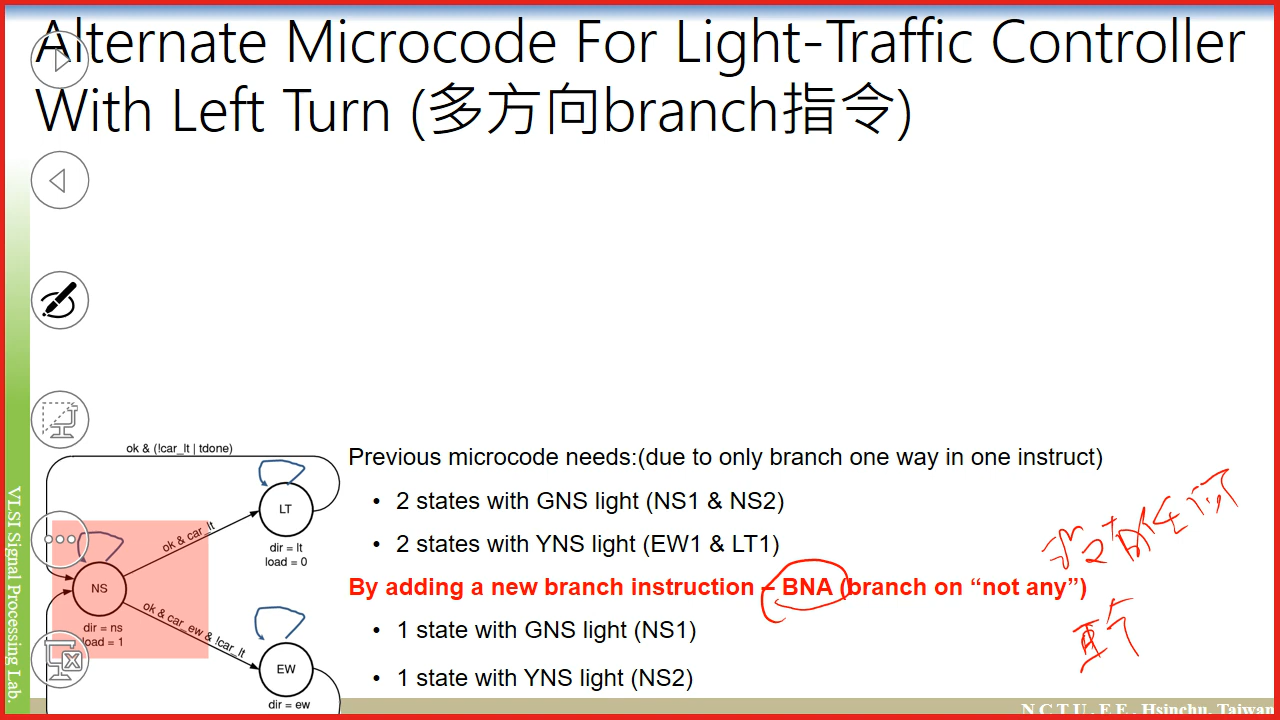 Alternate Microcode For Light-Traffic Controller
With Left Turn (多方向branch指令)
ok & (!car_lt | tdone)
LT
dir = lt
load = 0
ok & car_lt
NS
dir = ns
load = 1
ok & car_ew & !car_lt
EW
dir = ew
Previous microcode needs:(due to only branch one way in one instruct)
• 2 states with GNS light (NS1 & NS2)
• 2 states with YNS light (EW1 & LT1)
By adding a new branch instruction – BNA (branch on “not any”)
• 1 state with GNS light (NS1)
• 1 state with YNS light (NS2)
VLSI Signal Processing Lab.
NCTU. EE. Hsinchu, Taiwan